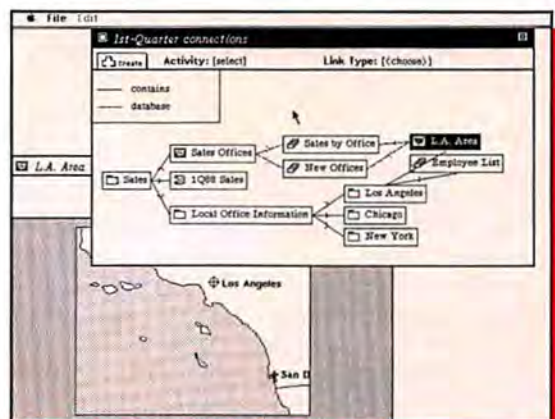 File Edit
1st-Quarter connections
Create Activity: [select] Link Type: [(choose)]
contains
database
Sales
Sales Offices
1Q88 Sales
Local Office Information
Sales by Office
New Offices
L.A. Area
Employee List
Los Angeles
Chicago
New York
L.A. Area
Los Angeles
San D